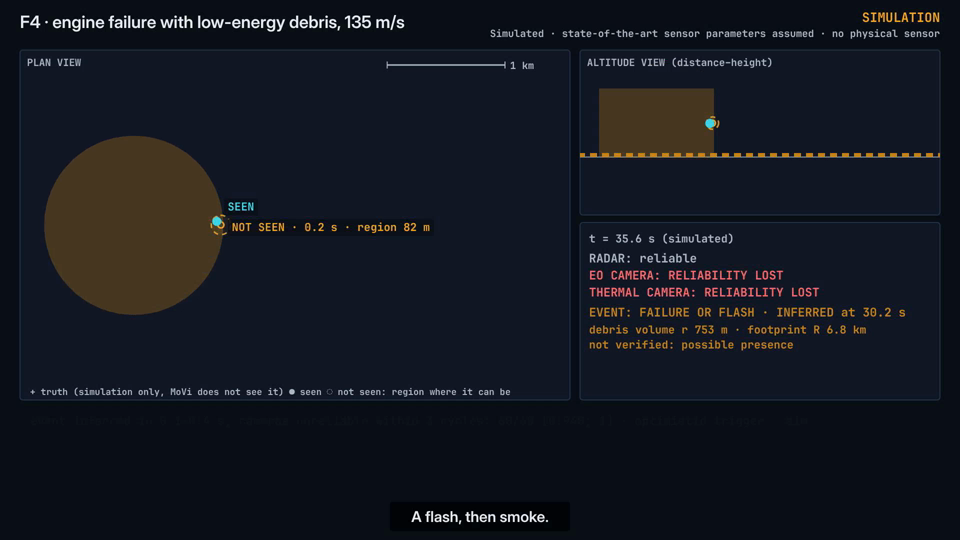 F4 · engine failure with low-energy debris, 135 m/s
SIMULATION
Simulated · state-of-the-art sensor parameters assumed · no physical sensor
PLAN VIEW
1 km
SEEN
NOT SEEN · 0.2 s · region 82 m
+ truth (simulation only, MoVi does not see it) ● seen ○ not seen: region where it can be
ALTITUDE VIEW (distance-height)
t = 35.6 s (simulated)
RADAR: reliable
EO CAMERA: RELIABILITY LOST
THERMAL CAMERA: RELIABILITY LOST
EVENT: FAILURE OR FLASH · INFERRED at 30.2 s
debris volume r 753 m · footprint R 6.8 km
not verified: possible presence
A flash, then smoke.